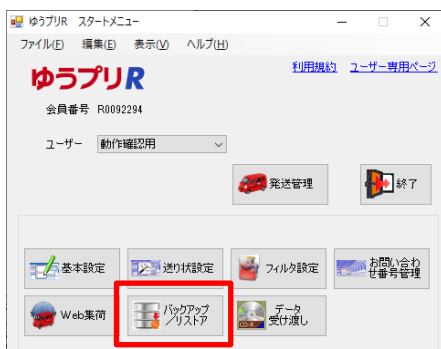 ゆうプリR スタートメニュー
ファイル(F) 編集(E) 表示(V) ヘルプ(H)
ゆうプリR
利用規約 ユーザー専用ページ
会員番号 R0092294
ユーザー 動作確認用
発送管理
終了
基本設定
送り状設定
フィルタ設定
お問い合わ
せ番号管理
Web集荷
バックアップ
/リストア
データ
受け渡し
CD-R